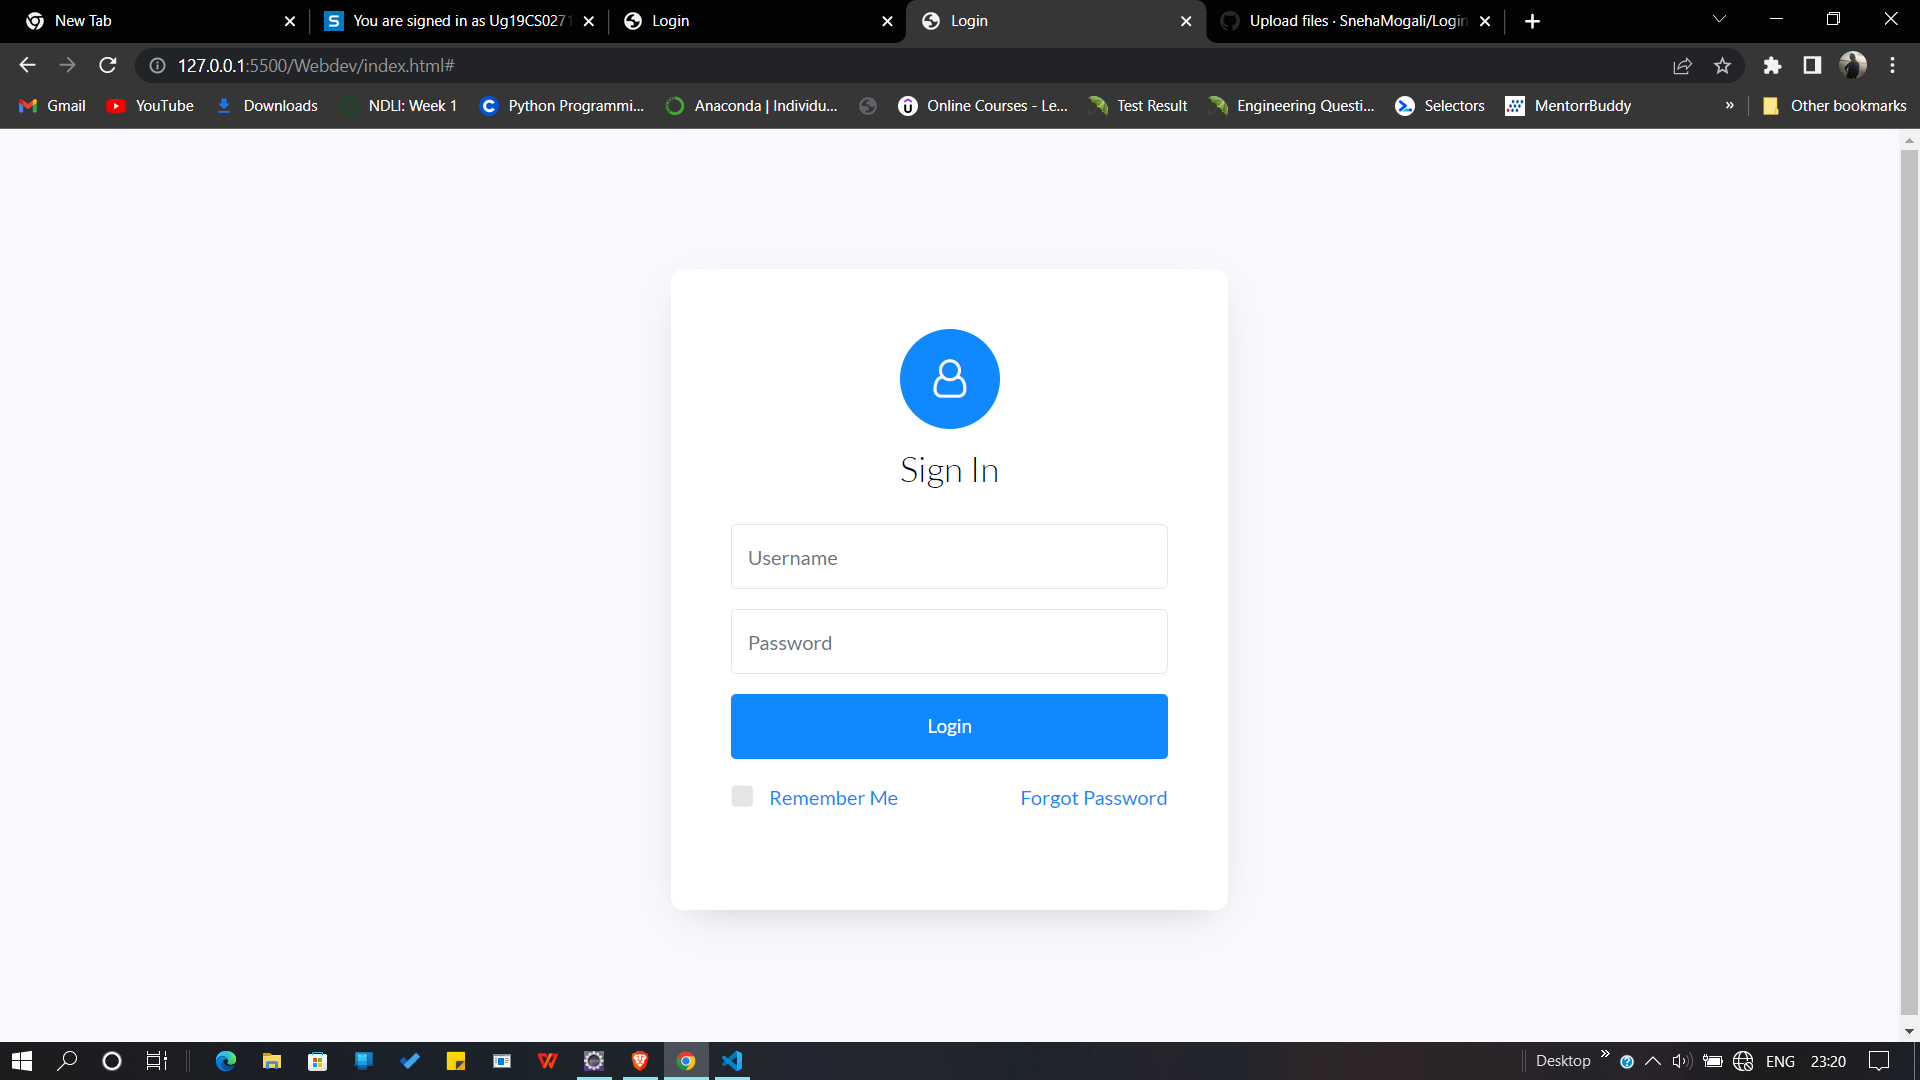 New Tab
You are signed in as Ug19CS0271
Login
Login
Upload files · SnehaMogali/Login
127.0.0.1:5500/Webdev/index.html#
Gmail
YouTube
Downloads
NDLI: Week 1
Python Programmi...
Anaconda | Individu...
Online Courses - Le...
Test Result
Engineering Questi...
Selectors
MentorrBuddy
»
Other bookmarks
Sign In
Username
Password
Login
Remember Me
Forgot Password
Desktop
ENG
23:20